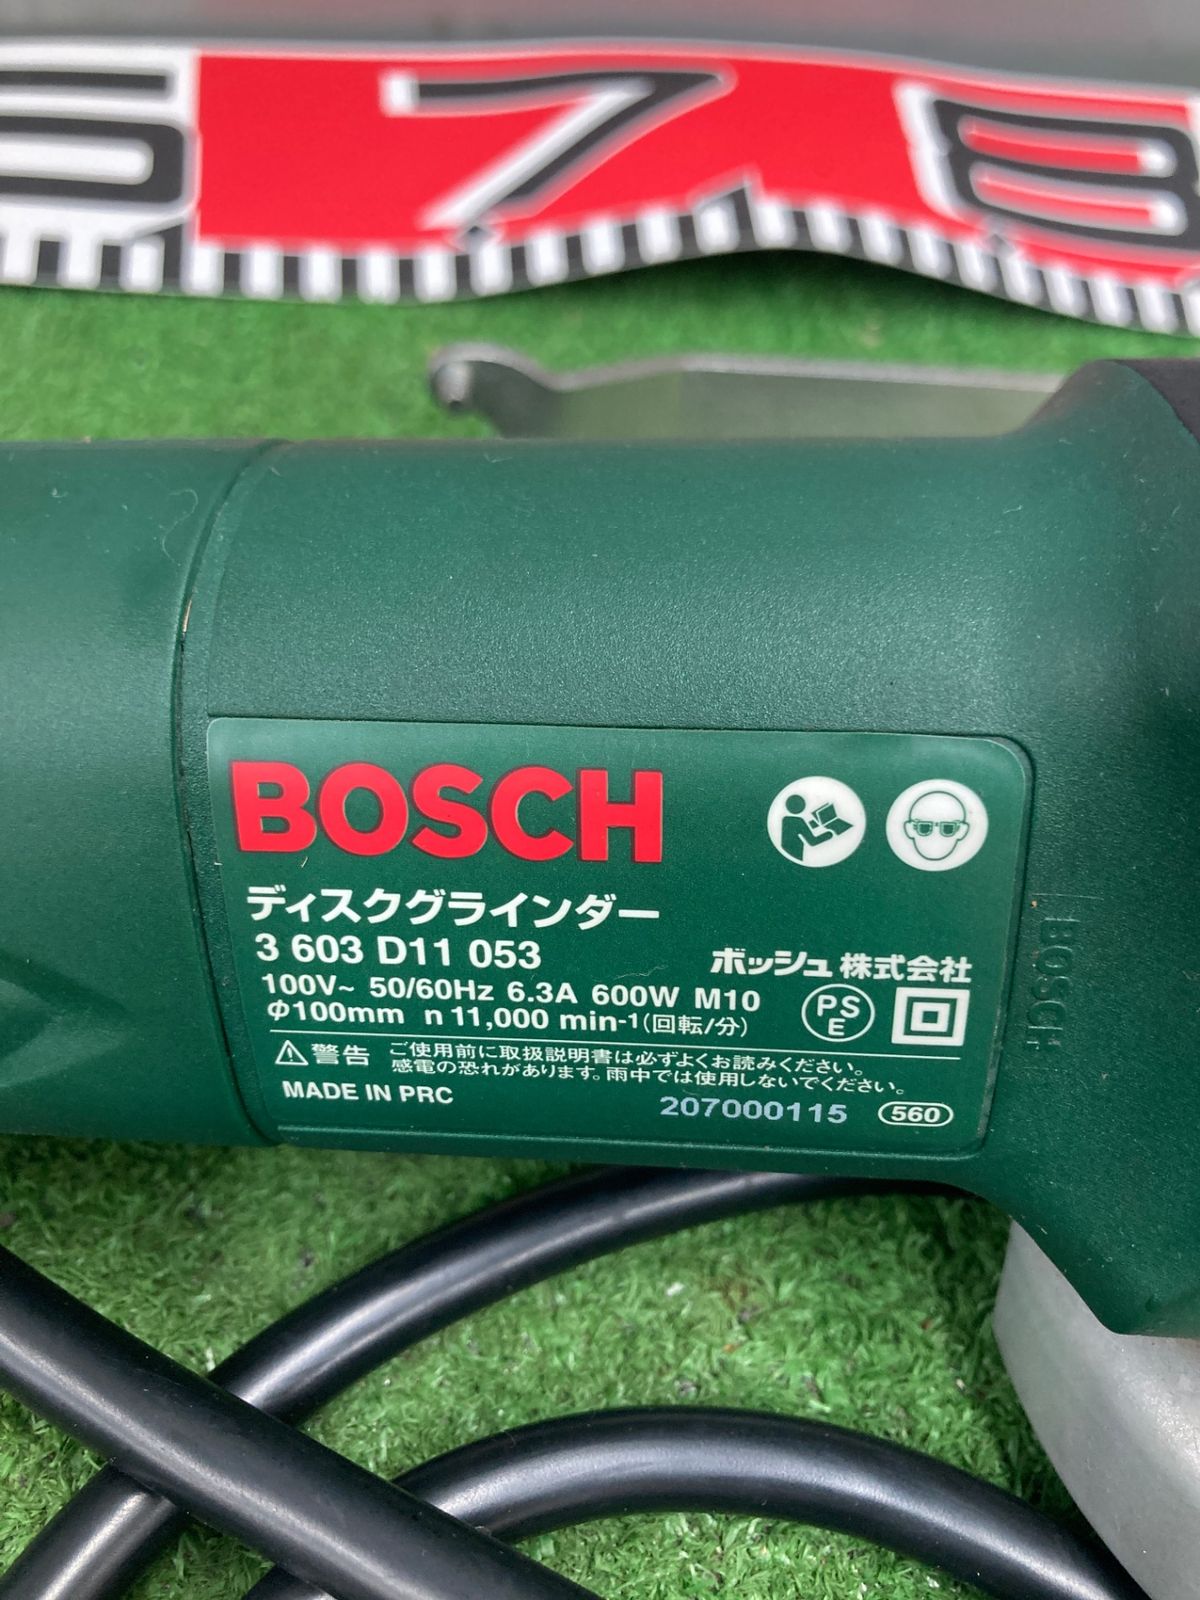 6 7 8
BOSCH
ディスクグラインダー
3 603 D11 053
ボッシュ 株式会社
100V~ 50/60Hz 6.3A 600W M10
Φ100mm n 11,000 min-1(回転/分)
PS
E
警告 ご使用前に取扱説明書は必ずよくお読みください。
感電の恐れがあります。雨中では使用しないでください。
MADE IN PRC
207000115 560
BOSCH